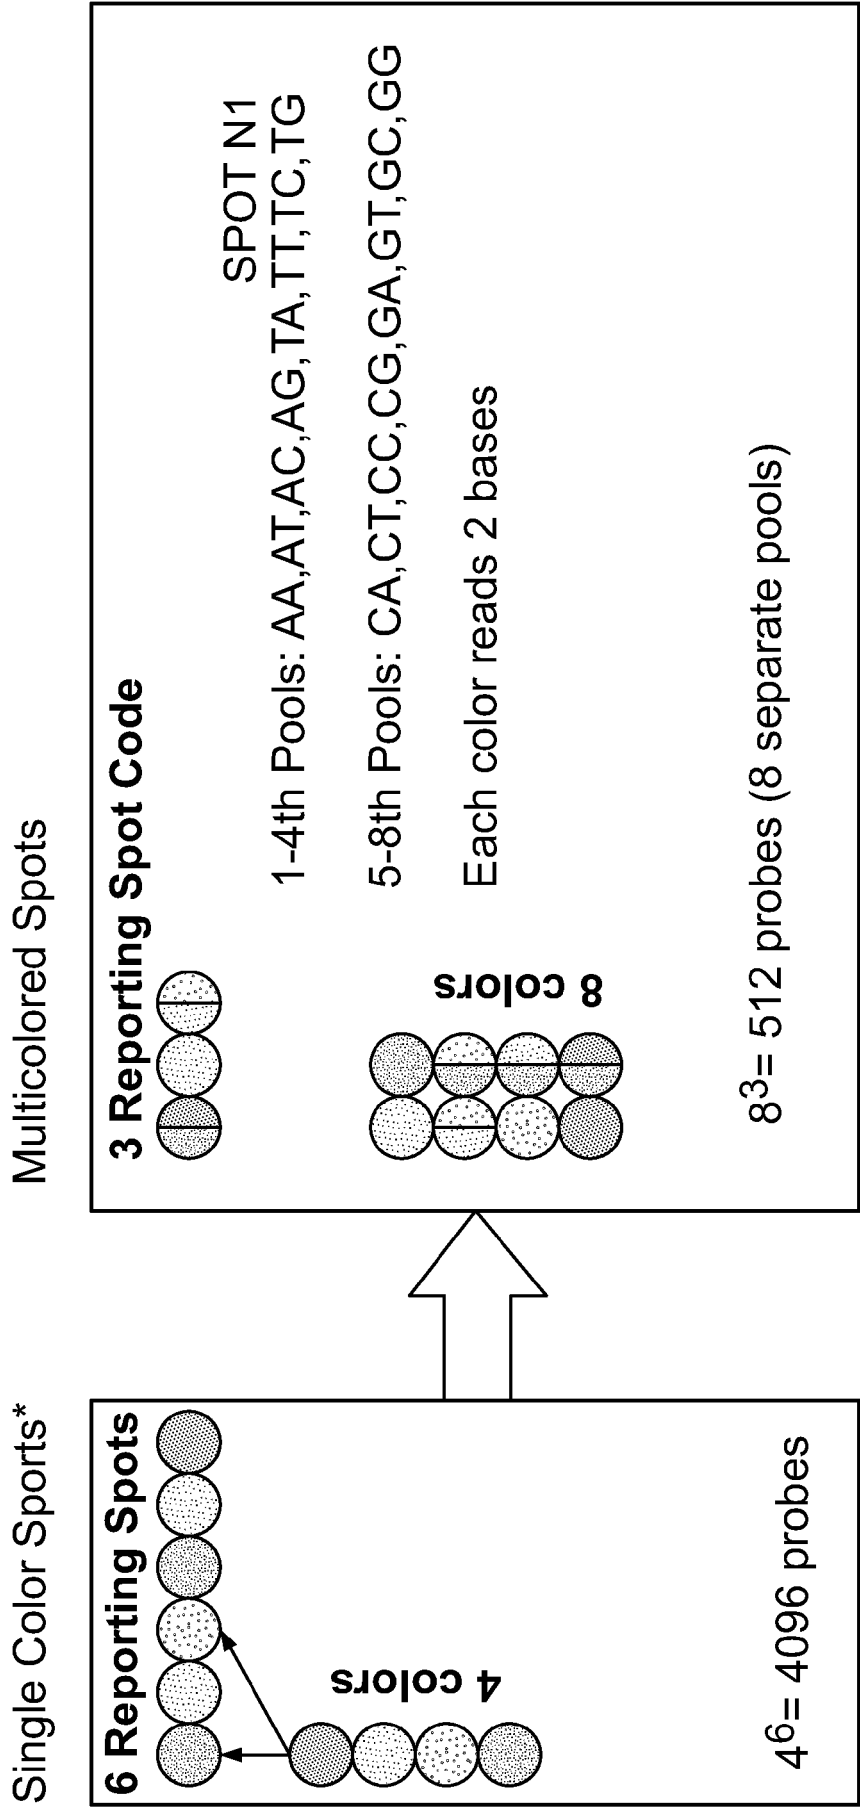 Single Color Sports*
6 Reporting Spots
4 colors
4⁶= 4096 probes
Multicolored Spots
3 Reporting Spot Code
SPOT N1
1-4th Pools: AA,AT,AC,AG,TA,TT,TC,TG
5-8th Pools: CA,CT,CC,CG,GA,GT,GC,GG
Each color reads 2 bases
8 colors
8³= 512 probes (8 separate pools)